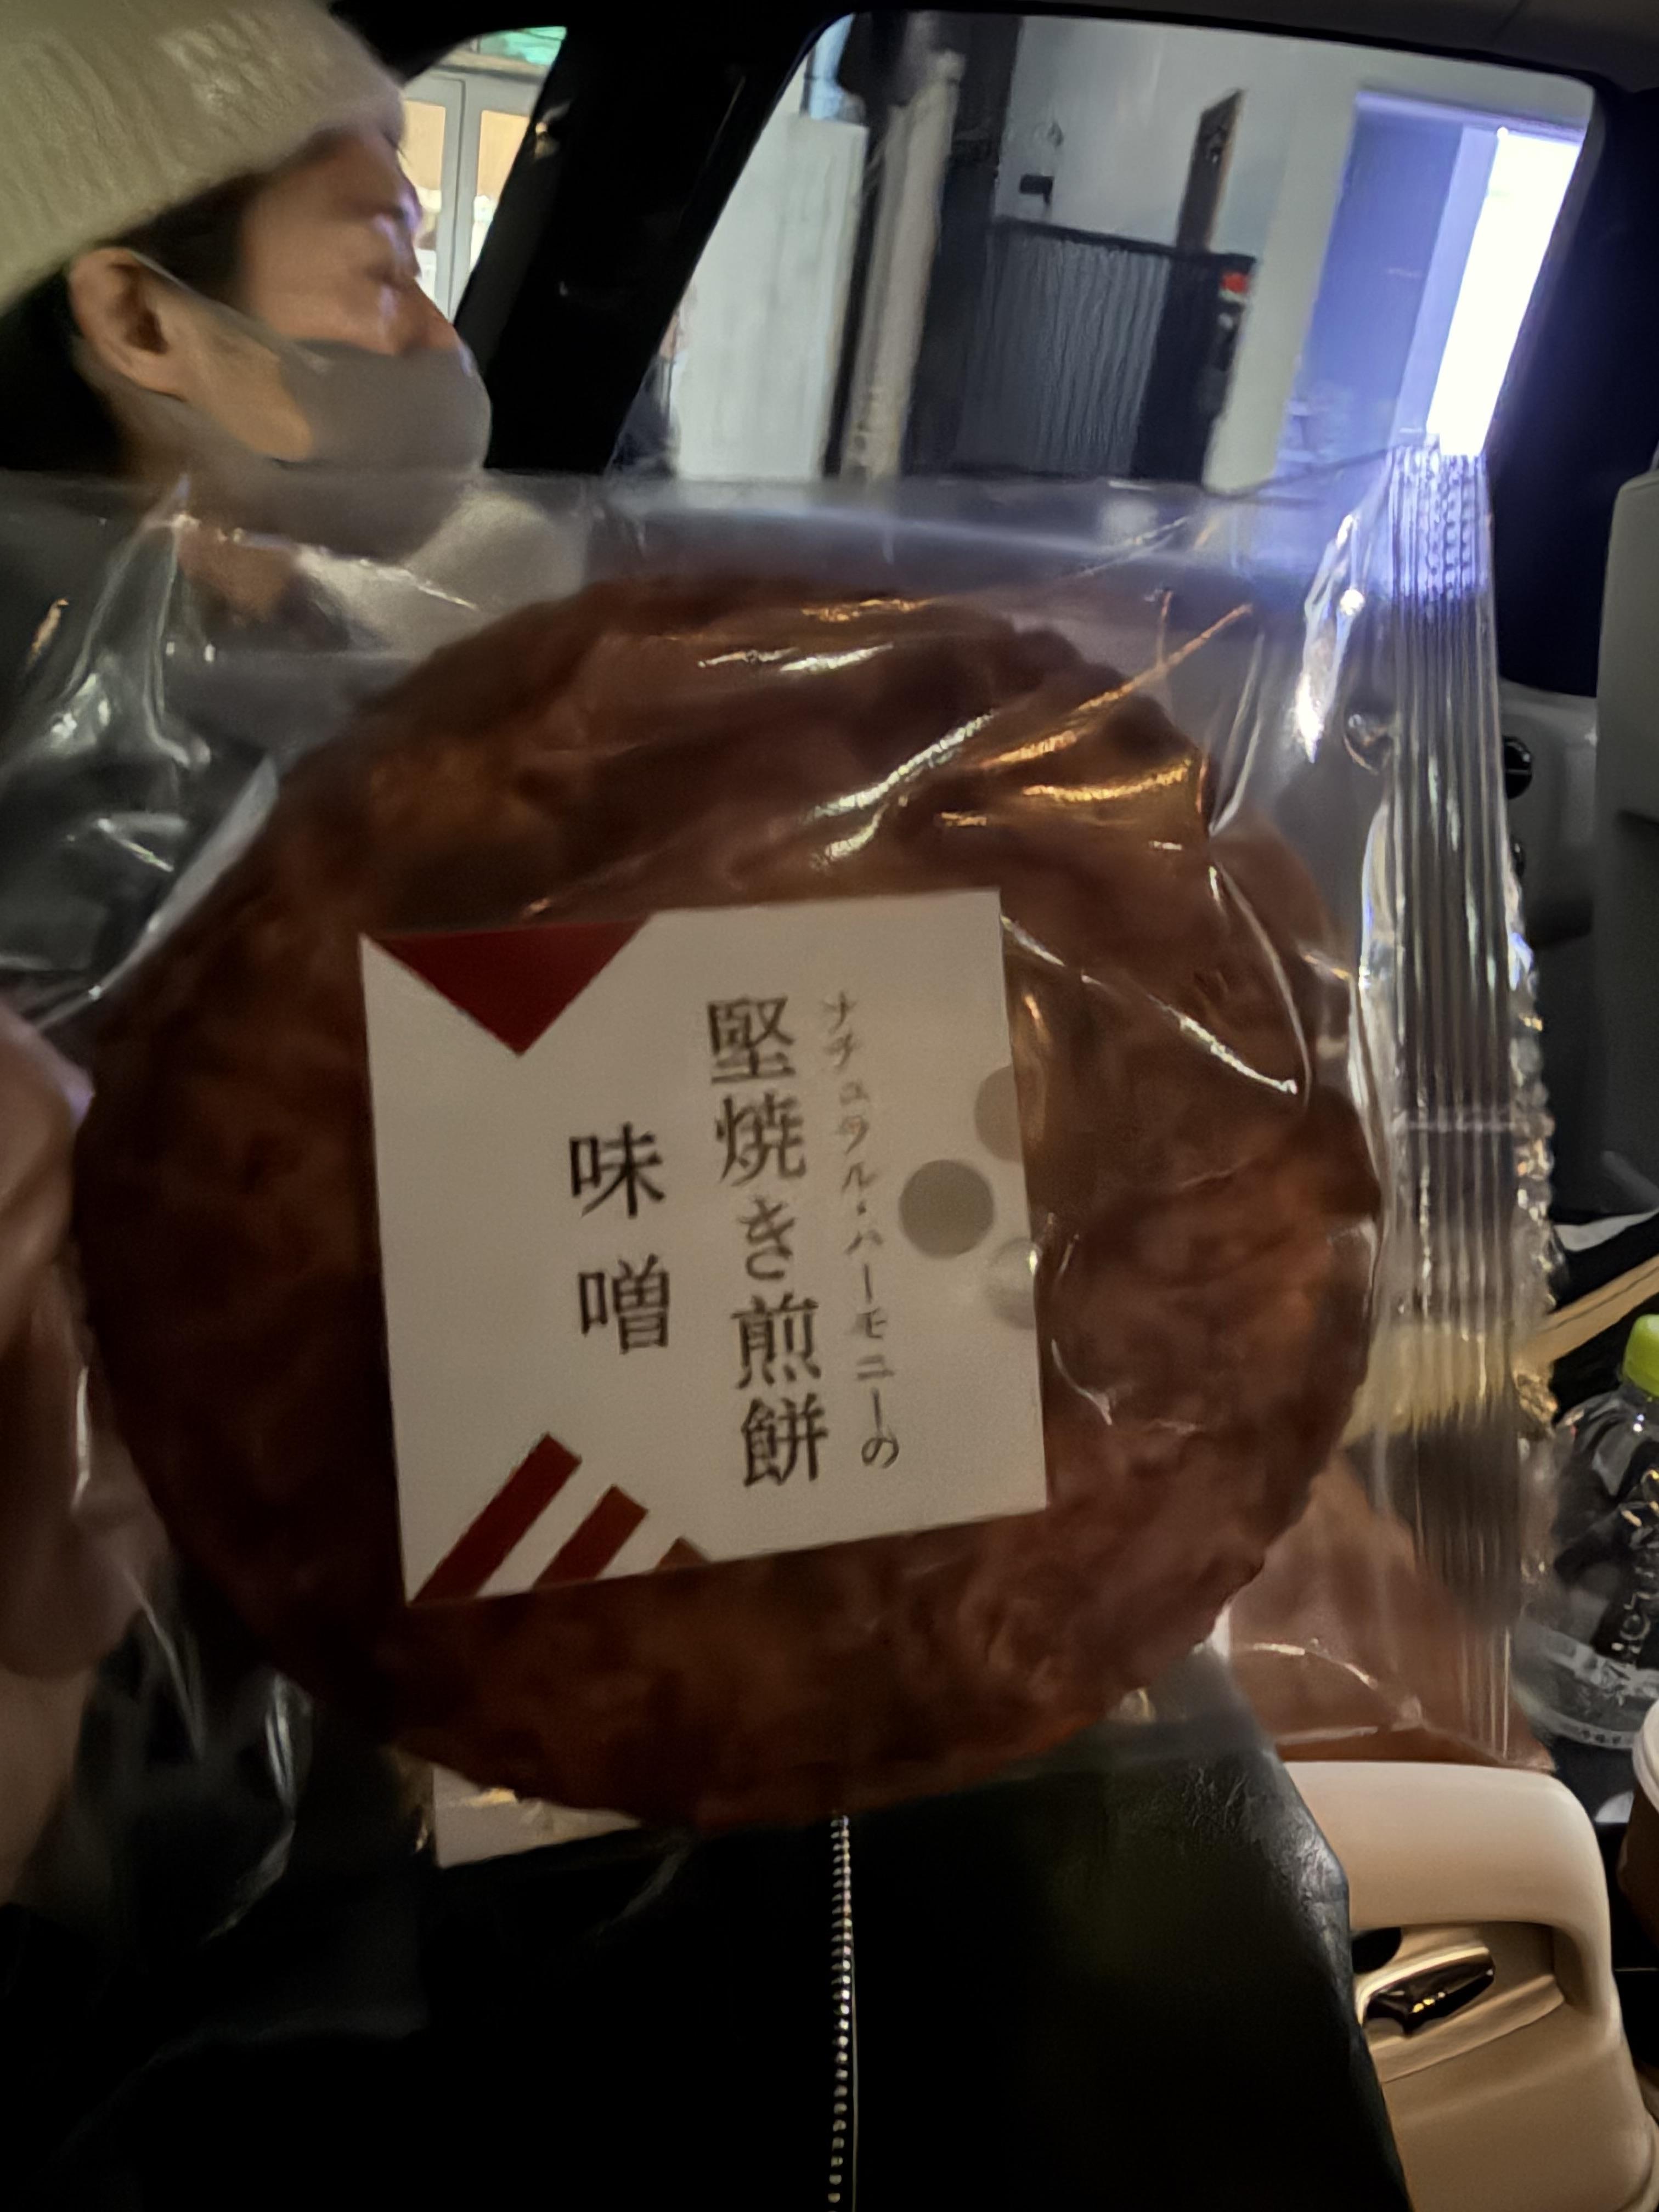 ナチュラル・ハーモニーの
堅焼き煎餅
味噌